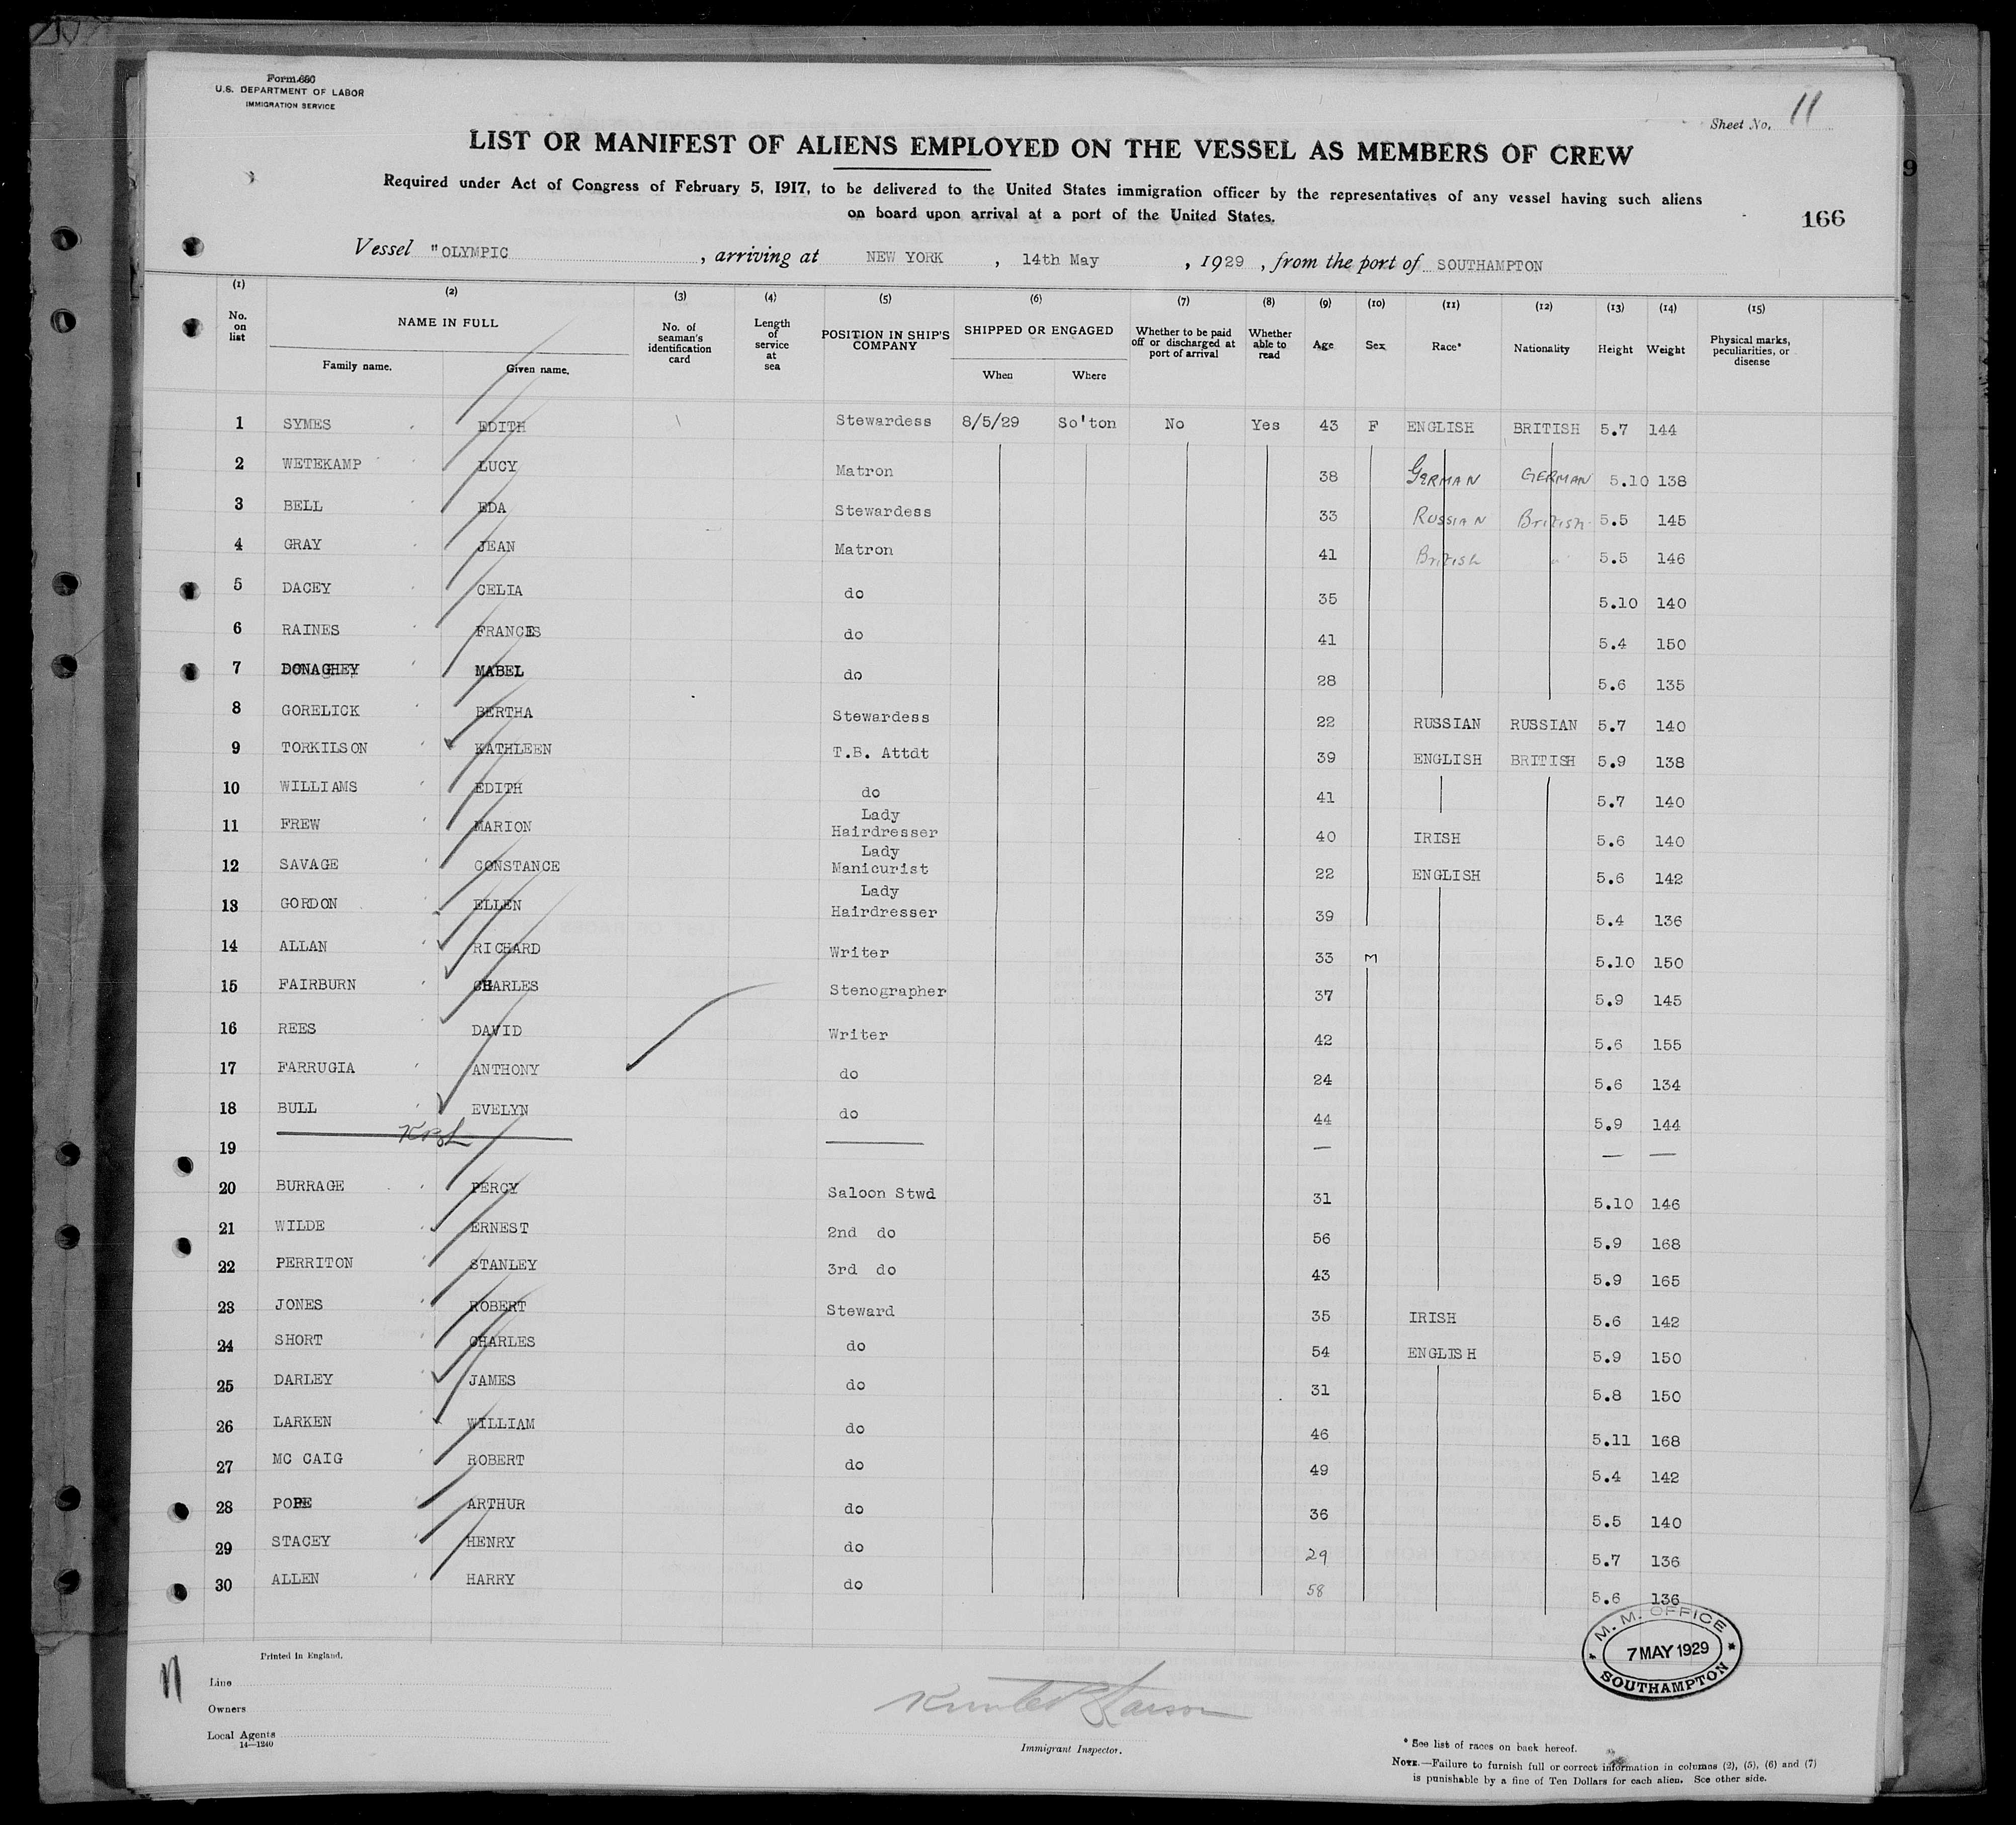 Form 680
U.S. DEPARTMENT OF LABOR
IMMIGRATION SERVICE
Sheet No. 11
LIST OR MANIFEST OF ALIENS EMPLOYED ON THE VESSEL AS MEMBERS OF CREW
Required under Act of Congress of February 5, 1917, to be delivered to the United States immigration officer by the representatives of any vessel having such aliens
on board upon arrival at a port of the United States.
166
Vessel "OLYMPIC, arriving at NEW YORK, 14th May, 1929, from the port of SOUTHAMPTON
(1) (2) (3) (4) (5) (6) (7) (8) (9) (10) (11) (12) (13) (14) (15)
No. on list NAME IN FULL No. of seaman's identification card Length of service at sea POSITION IN SHIP'S COMPANY SHIPPED OR ENGAGED Whether to be paid off or discharged at port of arrival Whether able to read Age Sex Race* Nationality Height Weight Physical marks, peculiarities, or disease
Family name. Given name. When Where
1 SYMES EDITH Stewardess 8/5/29 So'ton No Yes 43 F ENGLISH BRITISH 5.7 144
2 WETEKAMP LUCY Matron 38 GERMAN GERMAN 5.10 138
3 BELL EDA Stewardess 33 RUSSIAN British 5.5 145
4 GRAY JEAN Matron 41 British " 5.5 146
5 DACEY CELIA do 35 5.10 140
6 RAINES FRANCES do 41 5.4 150
7 DONAGHEY MABEL do 28 5.6 135
8 GORELICK BERTHA Stewardess 22 RUSSIAN RUSSIAN 5.7 140
9 TORKILSON KATHLEEN T.B. Attdt 39 ENGLISH BRITISH 5.9 138
10 WILLIAMS EDITH do 41 5.7 140
11 FREW MARION Lady Hairdresser 40 IRISH 5.6 140
12 SAVAGE CONSTANCE Lady Manicurist 22 ENGLISH 5.6 142
13 GORDON ELLEN Lady Hairdresser 39 5.4 136
14 ALLAN RICHARD Writer 33 M 5.10 150
15 FAIRBURN CHARLES Stenographer 37 5.9 145
16 REES DAVID Writer 42 5.6 155
17 FARRUGIA ANTHONY do 24 5.6 134
18 BULL EVELYN do 44 5.9 144
19 — — — —
20 BURRAGE PERCY Saloon Stwd 31 5.10 146
21 WILDE ERNEST 2nd do 56 5.9 168
22 PERRITON STANLEY 3rd do 43 5.9 165
23 JONES ROBERT Steward 35 IRISH 5.6 142
24 SHORT CHARLES do 54 ENGLISH 5.9 150
25 DARLEY JAMES do 31 5.8 150
26 LARKEN WILLIAM do 46 5.11 168
27 MC CAIG ROBERT do 49 5.4 142
28 POPE ARTHUR do 36 5.5 140
29 STACEY HENRY do 29 5.7 136
30 ALLEN HARRY do 58 5.6 136
M. M. OFFICE
7 MAY 1929
SOUTHAMPTON
Printed in England.
11
Line
Owners
Local Agents
14—1240
Immigrant Inspector.
* See list of races on back hereof.
NOTE.—Failure to furnish full or correct information in columns (2), (5), (6) and (7)
is punishable by a fine of Ten Dollars for each alien. See other side.